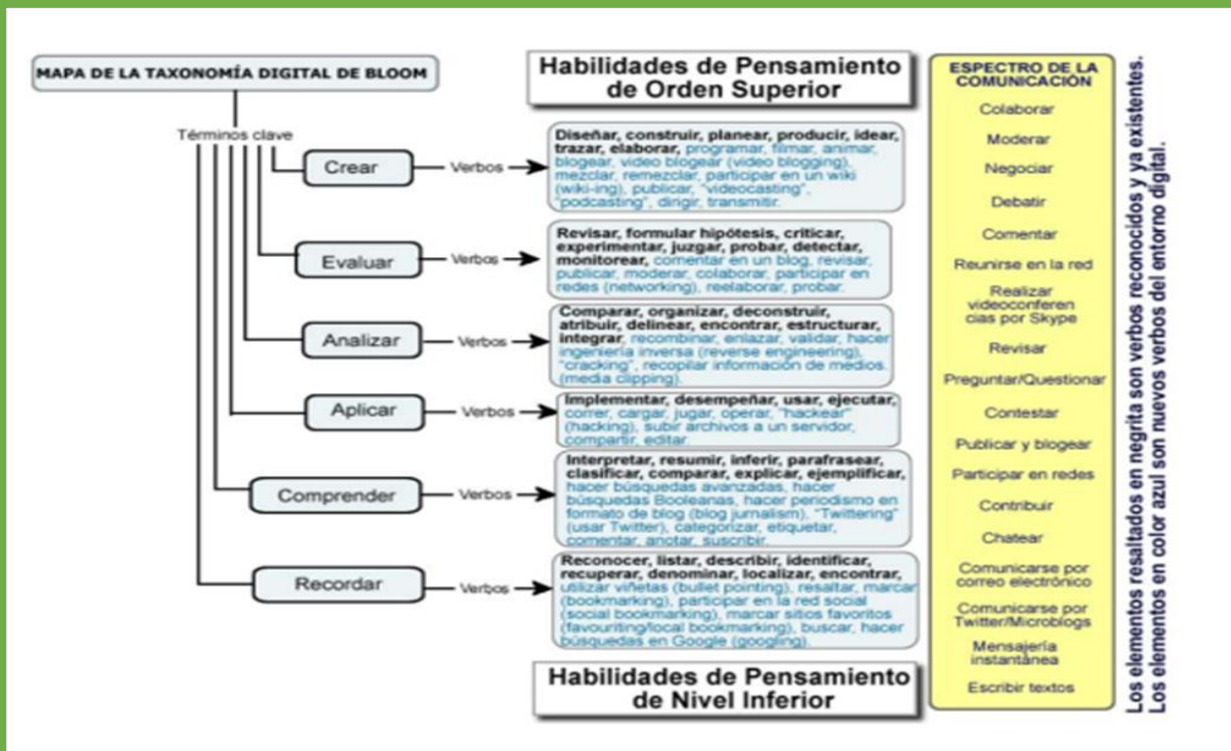 MAPA DE LA TAXONOMÍA DIGITAL DE BLOOM
Términos clave
Habilidades de Pensamiento
de Orden Superior
Crear
Verbos
Diseñar, construir, planear, producir, idear,
trazar, elaborar, programar, filmar, animar,
blogear, video blogear (video blogging),
mezclar, remezclar, participar en un wiki
(wiki-ing), publicar, "videocasting",
"podcasting", dirigir, transmitir.
Evaluar
Verbos
Revisar, formular hipótesis, criticar,
experimentar, juzgar, probar, detectar,
monitorear, comentar en un blog, revisar,
publicar, moderar, colaborar, participar en
redes (networking), reelaborar, probar.
Analizar
Verbos
Comparar, organizar, deconstruir,
atribuir, delinear, encontrar, estructurar,
integrar, recombinar, enlazar, validar, hacer
ingeniería inversa (reverse engineering),
"cracking", recopilar información de medios.
(media clipping).
Aplicar
Verbos
Implementar, desempeñar, usar, ejecutar,
correr, cargar, jugar, operar, "hackear"
(hacking), subir archivos a un servidor,
compartir, editar.
Comprender
Verbos
Interpretar, resumir, inferir, parafrasear,
clasificar, comparar, explicar, ejemplificar,
hacer búsquedas avanzadas, hacer
búsquedas Booleanas, hacer periodismo en
formato de blog (blog jurnalism), "Twittering"
(usar Twitter), categorizar, etiquetar,
comentar, anotar, suscribir.
Recordar
Verbos
Reconocer, listar, describir, identificar,
recuperar, denominar, localizar, encontrar,
utilizar viñetas (bullet pointing), resaltar, marcar
(bookmarking), participar en la red social
(social bookmarking), marcar sitios favoritos
(favouriting/local bookmarking), buscar, hacer
búsquedas en Google (googling).
Habilidades de Pensamiento
de Nivel Inferior
ESPECTRO DE LA
COMUNICACIÓN
Colaborar
Moderar
Negociar
Debatir
Comentar
Reunirse en la red
Realizar
videoconferen
cias por Skype
Revisar
Preguntar/Questionar
Contestar
Publicar y blogear
Participar en redes
Contribuir
Chatear
Comunicarse por
correo electrónico
Comunicarse por
Twitter/Microblogs
Mensajería
instantánea
Escribir textos
Los elementos resaltados en negrita son verbos reconocidos y ya existentes.
Los elementos en color azul son nuevos verbos del entorno digital.